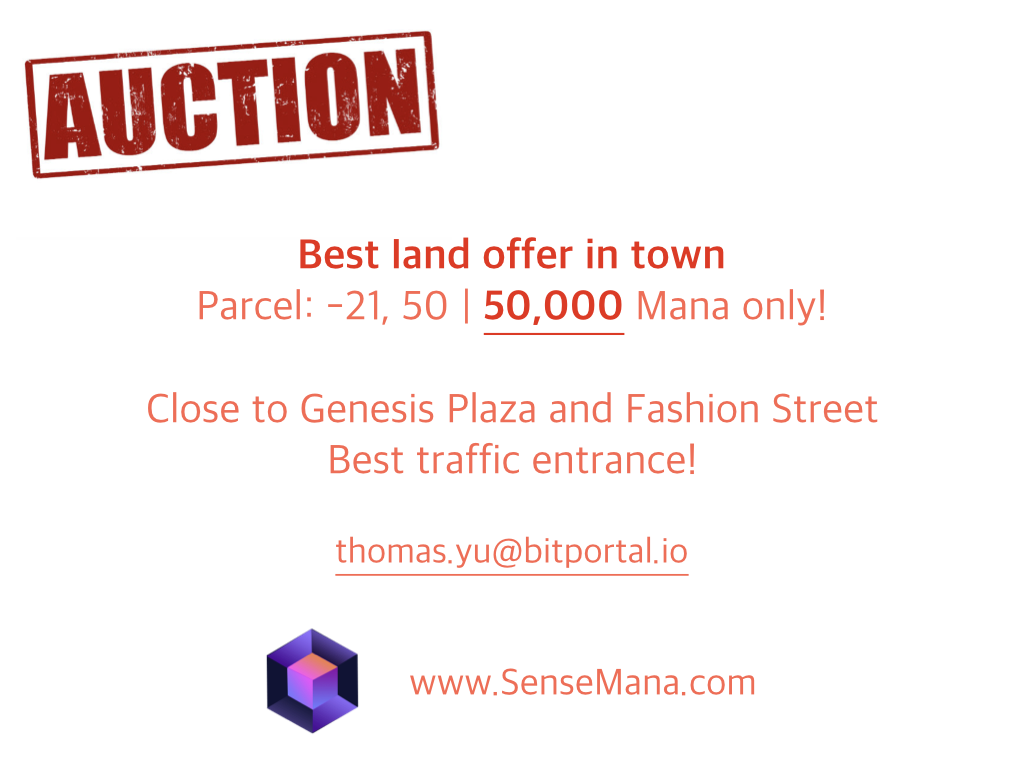 AUCTION
Best land offer in town
Parcel: -21, 50 | 50,000 Mana only!
Close to Genesis Plaza and Fashion Street
Best traffic entrance!
thomas.yu@bitportal.io
www.SenseMana.com